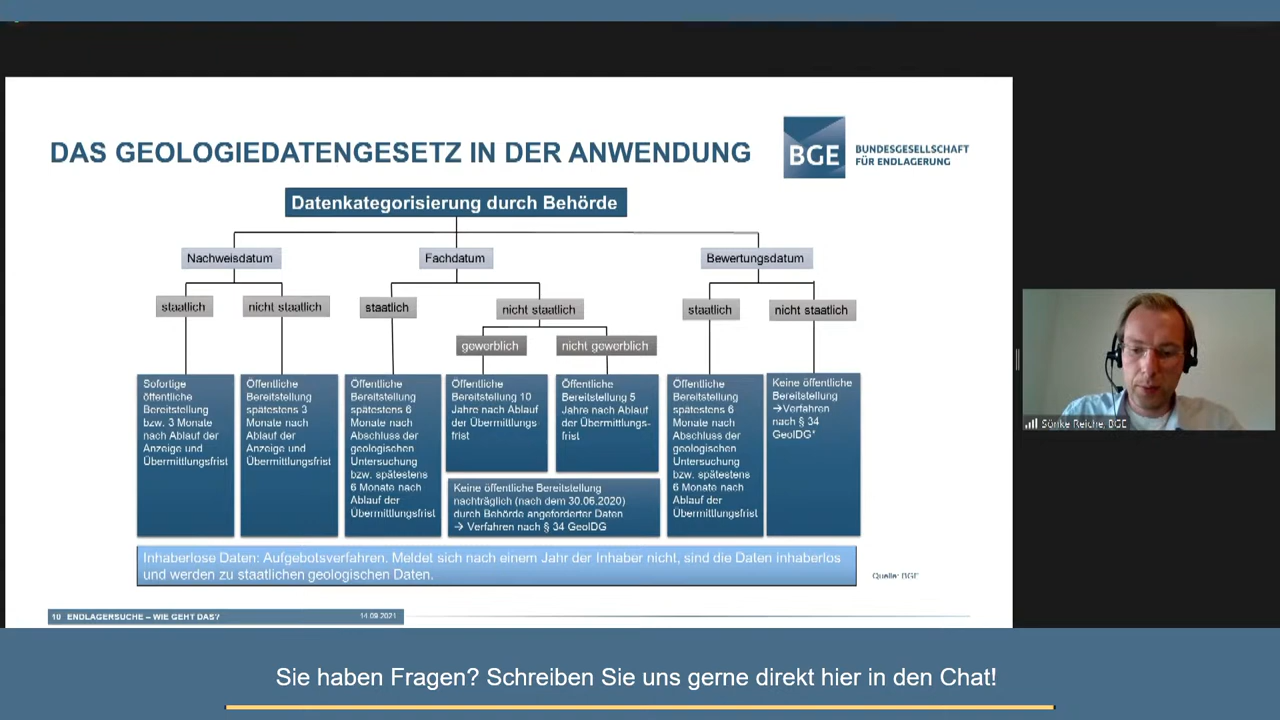 DAS GEOLOGIEDATENGESETZ IN DER ANWENDUNG
BGE
BUNDESGESELLSCHAFT
FÜR ENDLAGERUNG
Datenkategorisierung durch Behörde
Nachweisdatum
Fachdatum
Bewertungsdatum
staatlich
nicht staatlich
staatlich
nicht staatlich
staatlich
nicht staatlich
gewerblich
nicht gewerblich
Sofortige
öffentliche
Bereitstellung
bzw. 3 Monate
nach Ablauf der
Anzeige und
Übermittlungsfrist
Öffentliche
Bereitstellung
spätestens 3
Monate nach
Ablauf der
Anzeige und
Übermittlungsfrist
Öffentliche
Bereitstellung
spätestens 6
Monate nach
Abschluss der
geologischen
Untersuchung
bzw. spätestens
6 Monate nach
Ablauf der
Übermittlungsfrist
Öffentliche
Bereitstellung 10
Jahre nach Ablauf
der Übermittlungs
frist
Öffentliche
Bereitstellung 5
Jahre nach Ablauf
der Übermittlungs-
frist
Keine öffentliche Bereitstellung
nachträglich (nach dem 30.06.2020)
durch Behörde angeforderter Daten
→ Verfahren nach § 34 GeolDG
Öffentliche
Bereitstellung
spätestens 6
Monate nach
Abschluss der
geologischen
Untersuchung
bzw. spätestens
6 Monate nach
Ablauf der
Übermittlungsfrist
Keine öffentliche
Bereitstellung
→Verfahren
nach § 34
GeolDG*
Inhaberlose Daten: Aufgebotsverfahren. Meldet sich nach einem Jahr der Inhaber nicht, sind die Daten inhaberlos
und werden zu staatlichen geologischen Daten.
Quelle: BGE
10 ENDLAGERSUCHE – WIE GEHT DAS?
14.09.2021
Sönke Reiche, BGE
Sie haben Fragen? Schreiben Sie uns gerne direkt hier in den Chat!